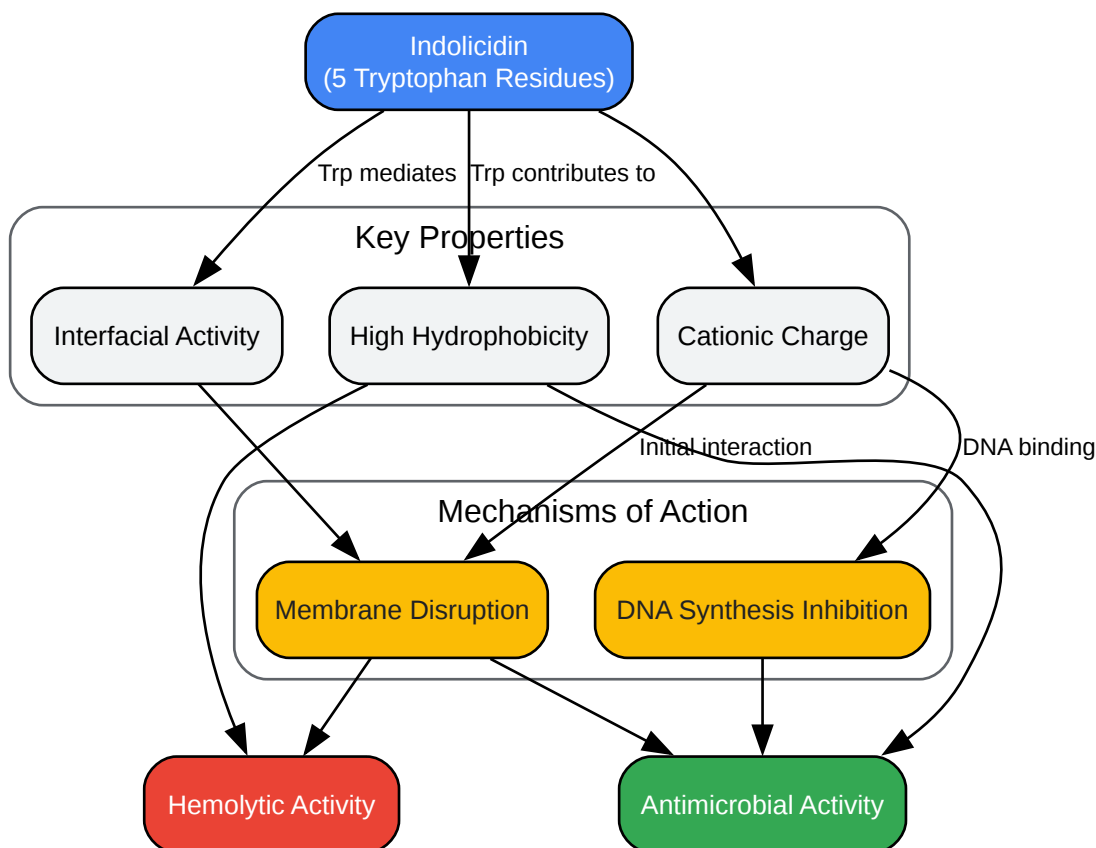 Indolicidin
(5 Tryptophan Residues)
Trp mediates
Trp contributes to
Key Properties
Interfacial Activity
High Hydrophobicity
Cationic Charge
Initial interaction
DNA binding
Mechanisms of Action
Membrane Disruption
DNA Synthesis Inhibition
Hemolytic Activity
Antimicrobial Activity